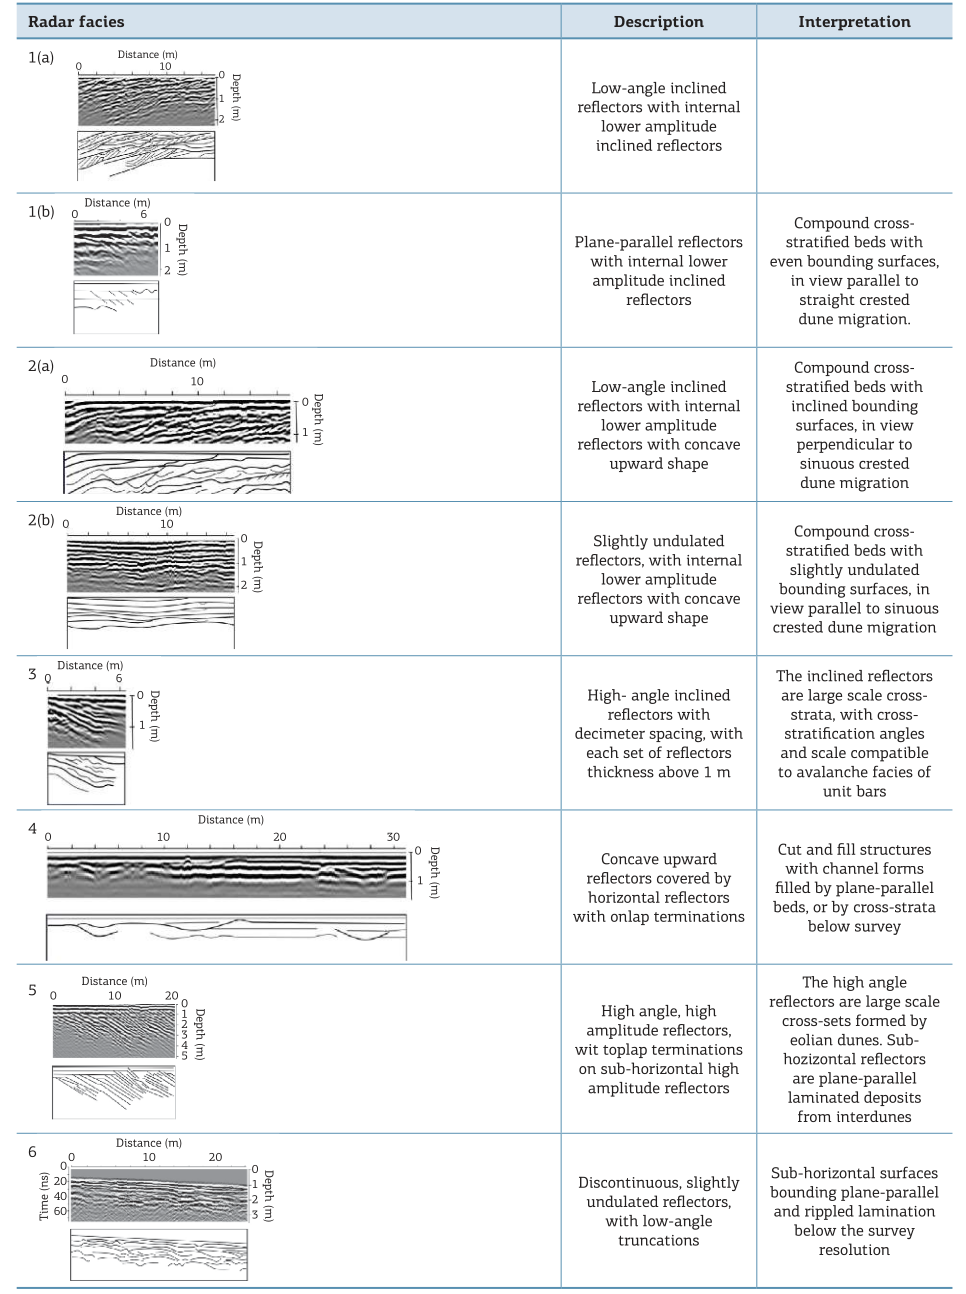 Radar facies
Description
Interpretation
1(a)
Distance (m)
0 10
0
1
2
Depth (m)
Low-angle inclined
reflectors with internal
lower amplitude
inclined reflectors
1(b)
Distance (m)
0 6
0
1
2
Depth (m)
Plane-parallel reflectors
with internal lower
amplitude inclined
reflectors
Compound cross-
stratified beds with
even bounding surfaces,
in view parallel to
straight crested
dune migration.
2(a)
Distance (m)
0 10
0
1
Depth (m)
Low-angle inclined
reflectors with internal
lower amplitude
reflectors with concave
upward shape
Compound cross-
stratified beds with
inclined bounding
surfaces, in view
perpendicular to
sinuous crested
dune migration
2(b)
Distance (m)
0 10
0
1
2
Depth (m)
Slightly undulated
reflectors, with internal
lower amplitude
reflectors with concave
upward shape
Compound cross-
stratified beds with
slightly undulated
bounding surfaces, in
view parallel to sinuous
crested dune migration
3
Distance (m)
0 6
0
1
Depth (m)
High- angle inclined
reflectors with
decimeter spacing, with
each set of reflectors
thickness above 1 m
The inclined reflectors
are large scale cross-
strata, with cross-
stratification angles
and scale compatible
to avalanche facies of
unit bars
4
Distance (m)
0 10 20 30
0
1
Depth (m)
Concave upward
reflectors covered by
horizontal reflectors
with onlap terminations
Cut and fill structures
with channel forms
filled by plane-parallel
beds, or by cross-strata
below survey
5
Distance (m)
0 10 20
0
1
2
3
4
5
Depth (m)
High angle, high
amplitude reflectors,
wit toplap terminations
on sub-horizontal high
amplitude reflectors
The high angle
reflectors are large scale
cross-sets formed by
eolian dunes. Sub-
hozizontal reflectors
are plane-parallel
laminated deposits
from interdunes
6
Distance (m)
0 10 20
0
20
40
60
Time (ns)
0
1
2
3
Depth (m)
Discontinuous, slightly
undulated reflectors,
with low-angle
truncations
Sub-horizontal surfaces
bounding plane-parallel
and rippled lamination
below the survey
resolution